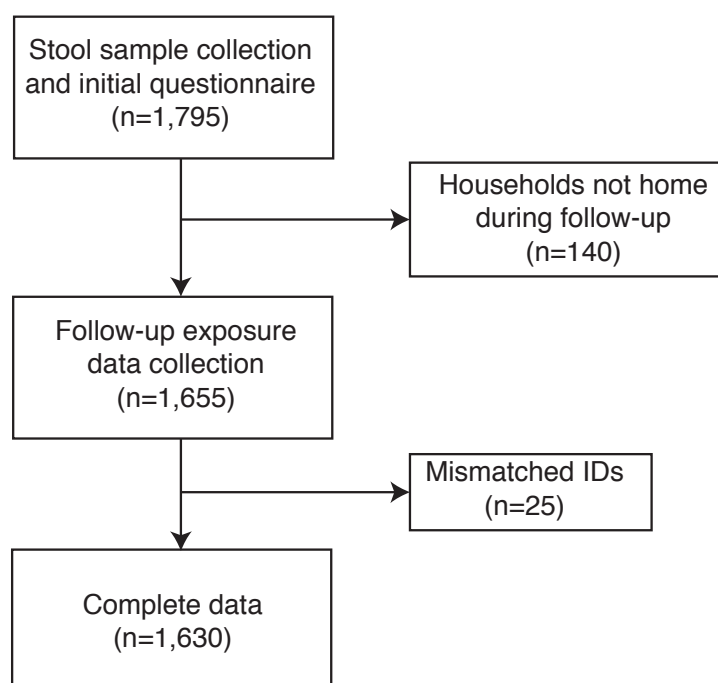 Stool sample collection
and initial questionnaire
(n=1,795)
Households not home
during follow-up
(n=140)
Follow-up exposure
data collection
(n=1,655)
Mismatched IDs
(n=25)
Complete data
(n=1,630)